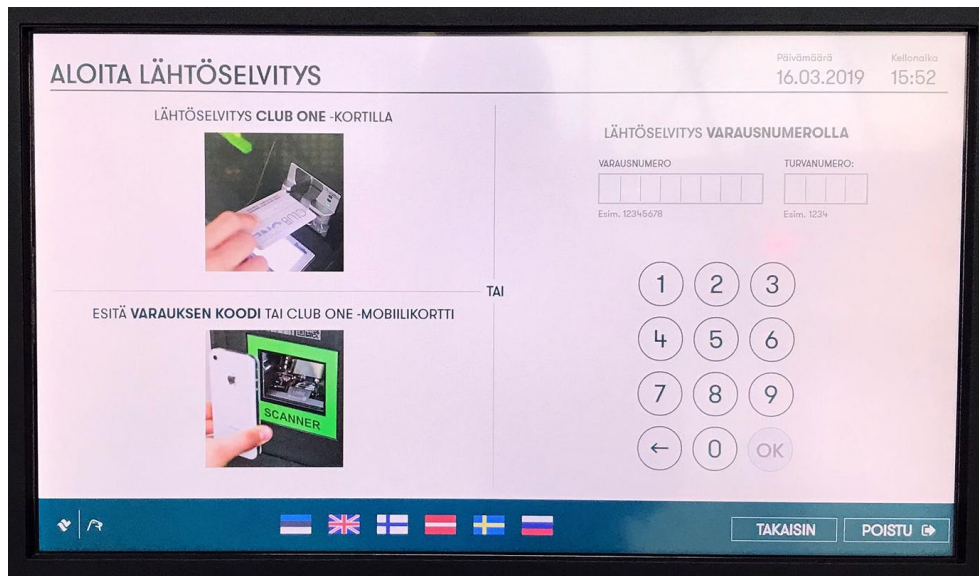 ALOITA LÄHTÖSELVITYS
Päivämäärä
16.03.2019
Kellonaika
15:52
LÄHTÖSELVITYS CLUB ONE -KORTILLA
CLUB ONE
TAI
ESITÄ VARAUKSEN KOODI TAI CLUB ONE -MOBIILIKORTTI
SCANNER
LÄHTÖSELVITYS VARAUSNUMEROLLA
VARAUSNUMERO
TURVANUMERO:
Esim. 12345678
Esim. 1234
1 2 3
4 5 6
7 8 9
← 0 OK
TAKAISIN
POISTU